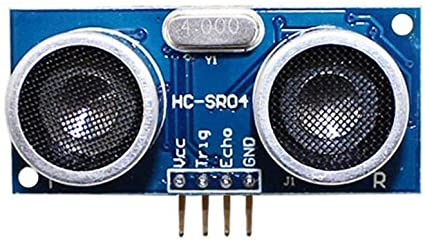 4.000
Y1
HC-SR04
Vcc
Trig
Echo
GND
T
J1
R